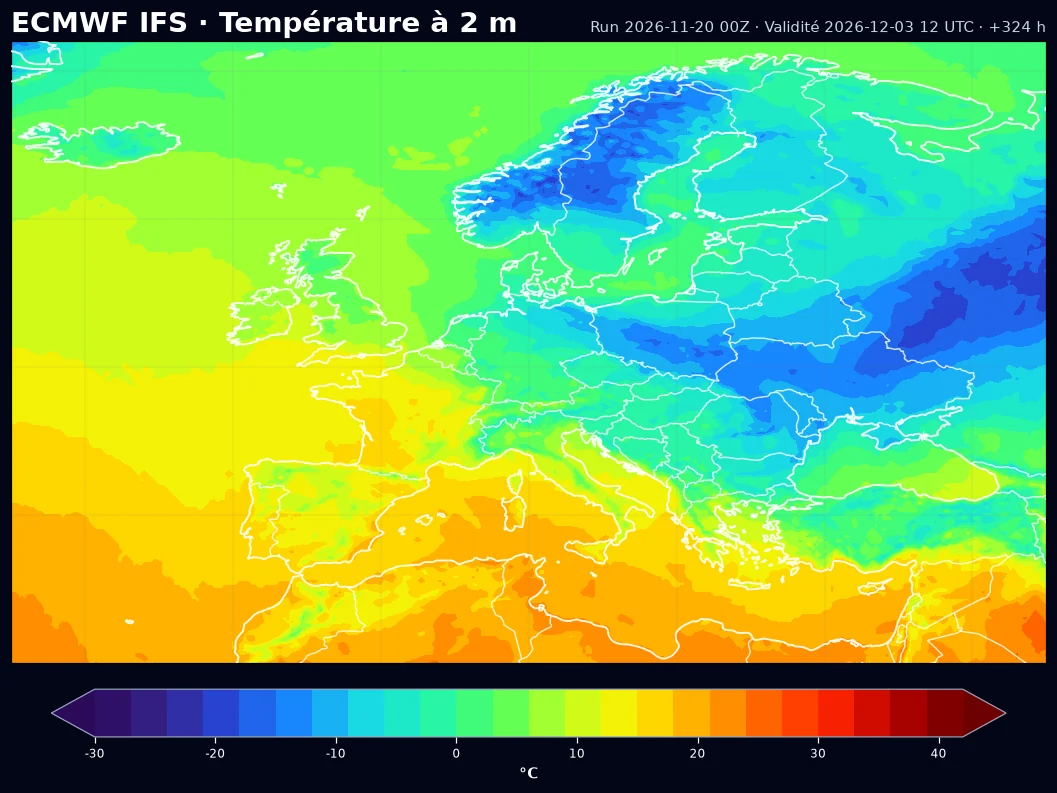 ECMWF IFS · Température à 2 m
Run 2026-11-20 00Z · Validité 2026-12-03 12 UTC · +324 h
-30 -20 -10 0 10 20 30 40
°C